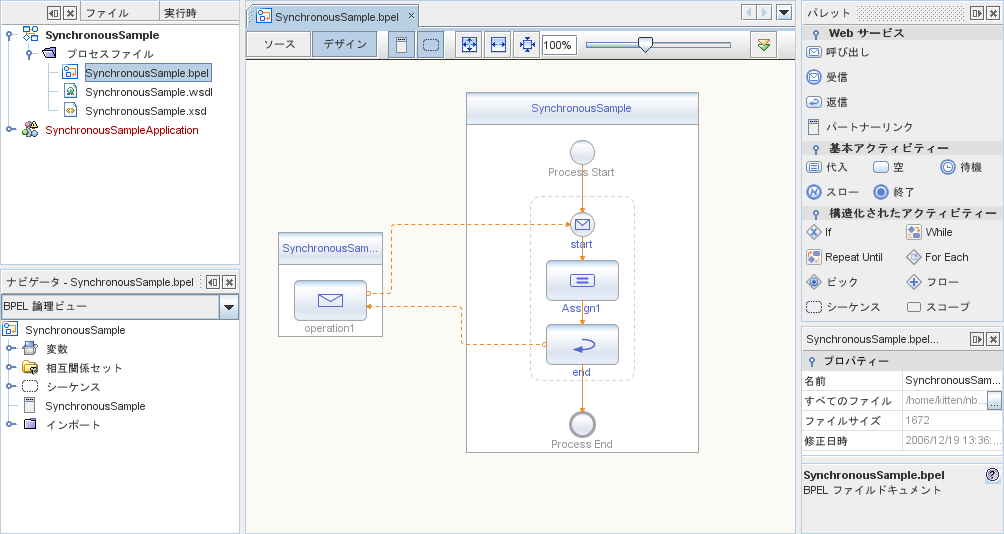 ファイル
実行時
SynchronousSample
プロセスファイル
SynchronousSample.bpel
SynchronousSample.wsdl
SynchronousSample.xsd
SynchronousSampleApplication
ナビゲータ - SynchronousSample.bpel
BPEL 論理ビュー
SynchronousSample
変数
相互関係セット
シーケンス
SynchronousSample
インポート
SynchronousSample.bpel
ソース
デザイン
100%
SynchronousSample
Process Start
start
SynchronousSam...
operation1
Assign1
end
Process End
パレット
Web サービス
呼び出し
受信
返信
パートナーリンク
基本アクティビティー
代入
空
待機
スロー
終了
構造化されたアクティビティー
If
While
Repeat Until
For Each
ピック
フロー
シーケンス
スコープ
SynchronousSample.bpel...
プロパティー
名前
SynchronousSam...
すべてのファイル
/home/kitten/nb...
...
ファイルサイズ
1672
修正日時
2006/12/19 13:36:...
SynchronousSample.bpel
BPEL ファイルドキュメント